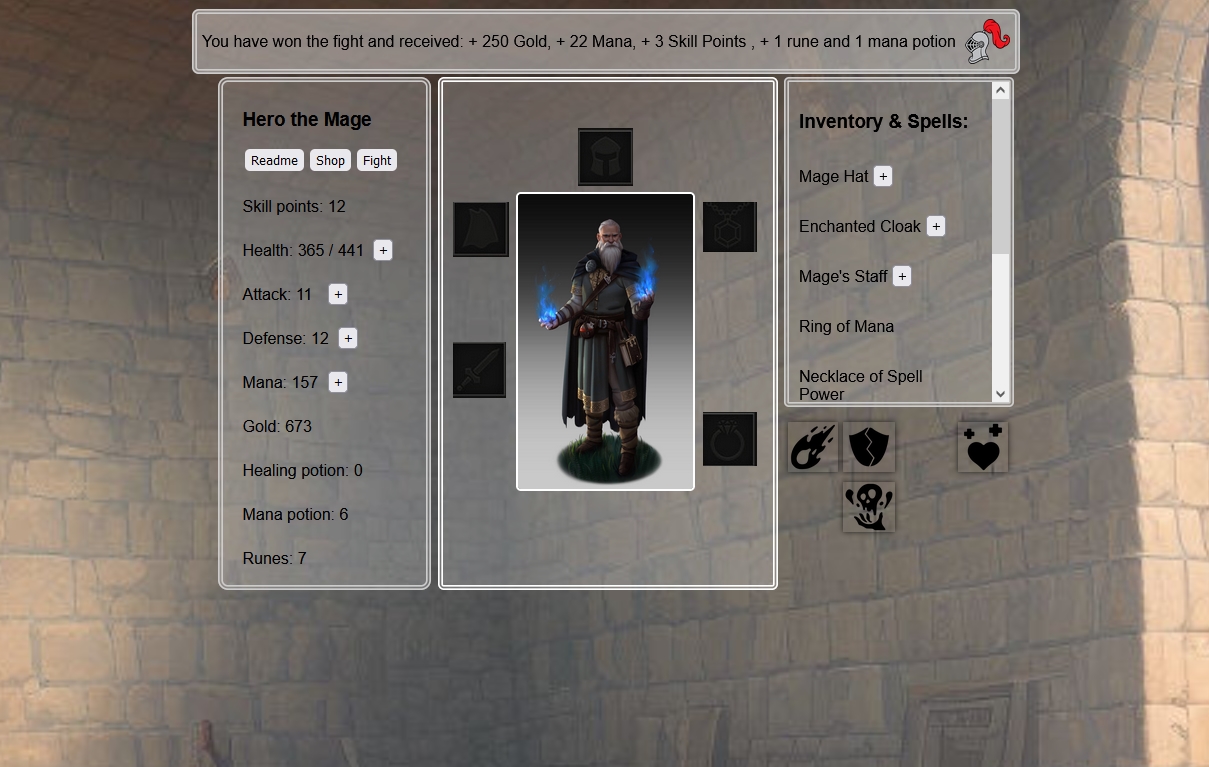 You have won the fight and received: + 250 Gold, + 22 Mana, + 3 Skill Points , + 1 rune and 1 mana potion
Hero the Mage
Readme Shop Fight
Skill points: 12
Health: 365 / 441 +
Attack: 11 +
Defense: 12 +
Mana: 157 +
Gold: 673
Healing potion: 0
Mana potion: 6
Runes: 7
Inventory & Spells:
Mage Hat +
Enchanted Cloak +
Mage's Staff +
Ring of Mana
Necklace of Spell
Power